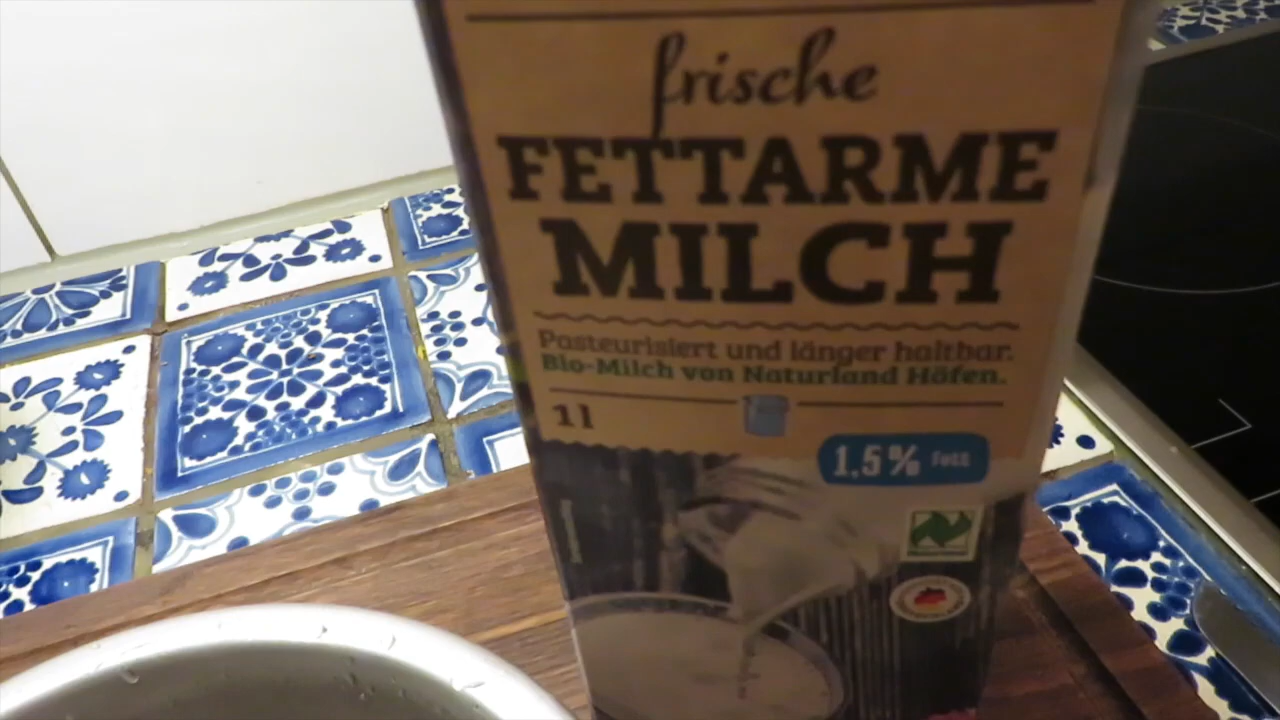 frische
FETTARME
MILCH
Pasteurisiert und länger haltbar.
Bio-Milch von Naturland Höfen.
1 l
1,5% Fett